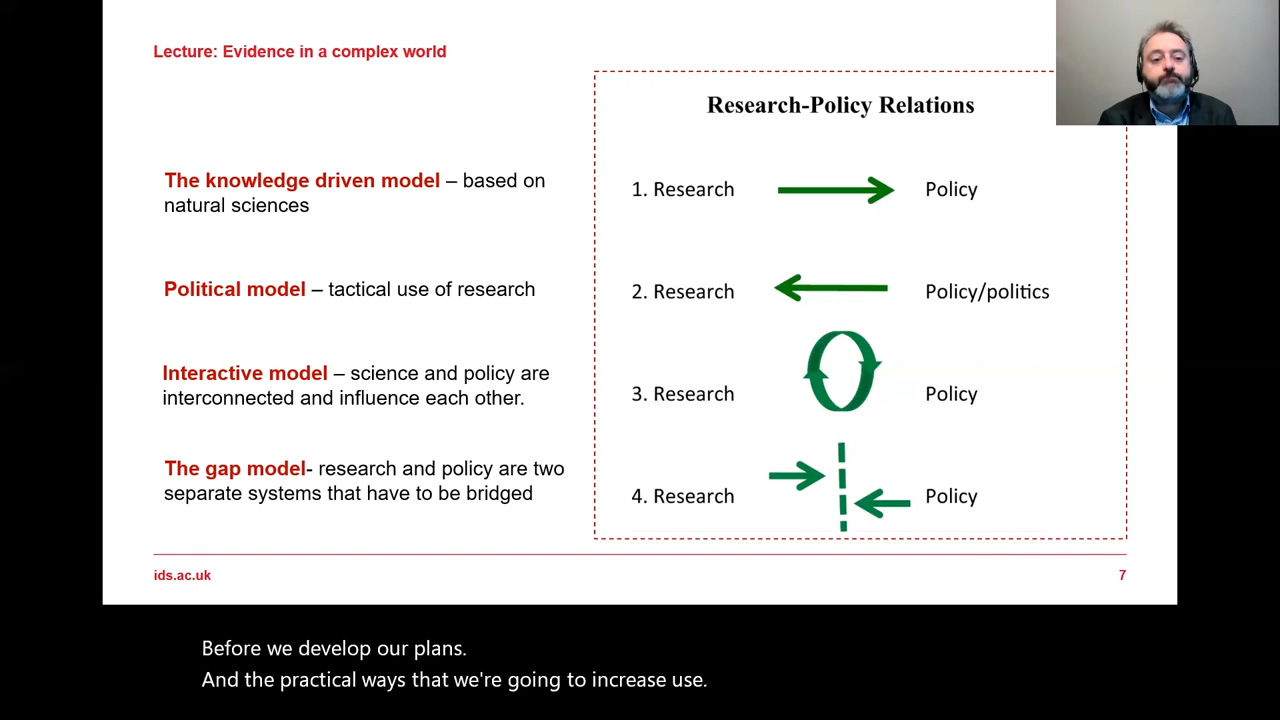 Lecture: Evidence in a complex world
Research-Policy Relations
The knowledge driven model – based on
natural sciences
1. Research
Policy
Political model – tactical use of research
2. Research
Policy/politics
Interactive model – science and policy are
interconnected and influence each other.
3. Research
Policy
The gap model- research and policy are two
separate systems that have to be bridged
4. Research
Policy
ids.ac.uk
7
Before we develop our plans.
And the practical ways that we're going to increase use.